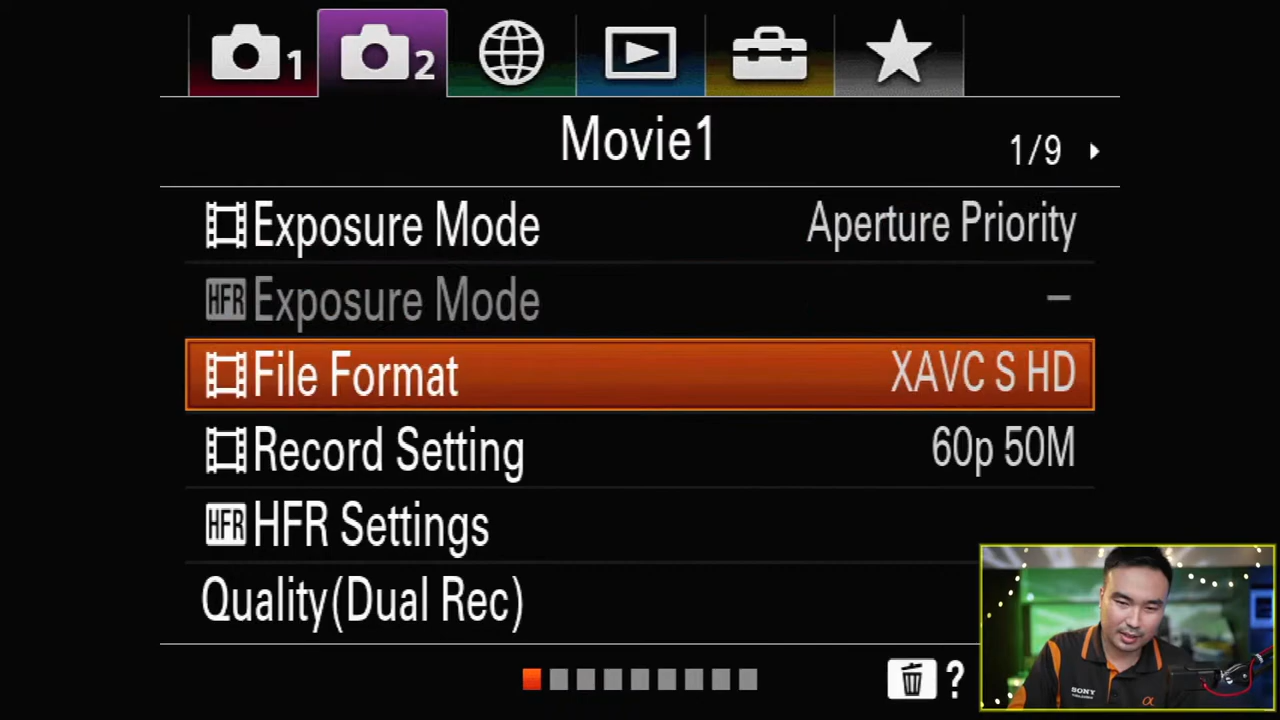 1
2
Movie1
1/9
Exposure Mode Aperture Priority
HFR Exposure Mode –
File Format XAVC S HD
Record Setting 60p 50M
HFR HFR Settings
Quality(Dual Rec)
?
SONY
α